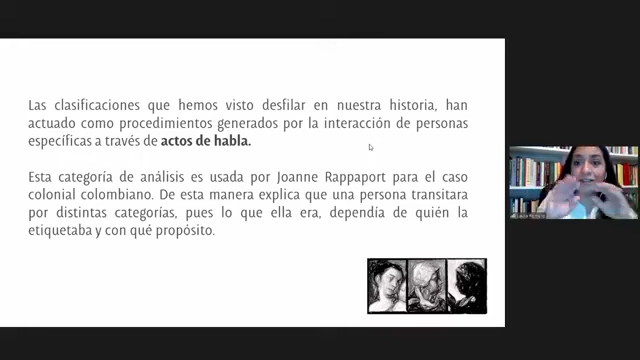 Las clasificaciones que hemos visto desfilar en nuestra historia, han
actuado como procedimientos generados por la interacción de personas
específicas a través de actos de habla.
Esta categoría de análisis es usada por Joanne Rappaport para el caso
colonial colombiano. De esta manera explica que una persona transitara
por distintas categorías, pues lo que ella era, dependía de quién la
etiquetaba y con qué propósito.